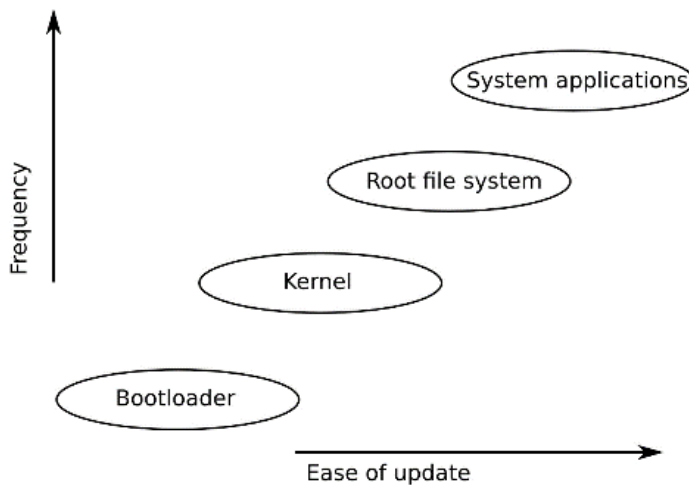 System applications
Root file system
Frequency
Kernel
Bootloader
Ease of update